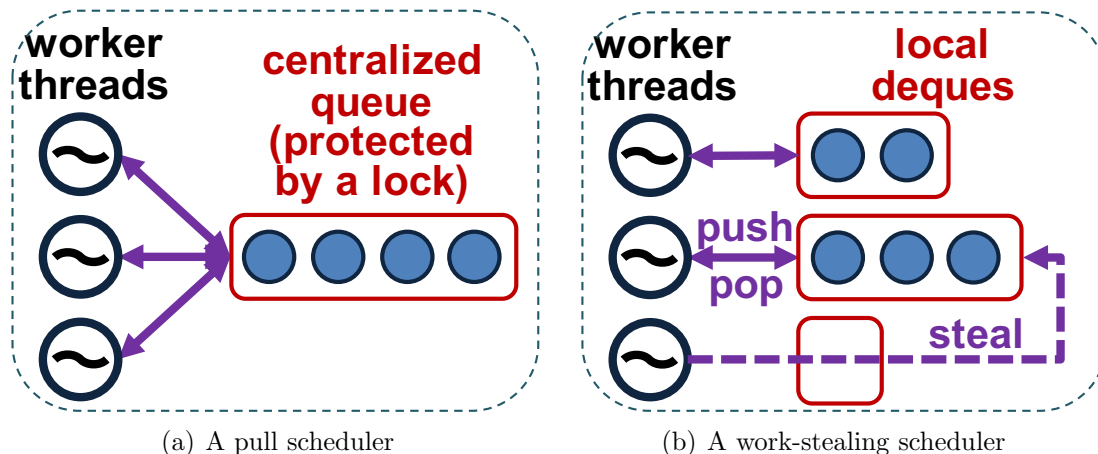 worker
threads
centralized
queue
(protected
by a lock)
(a) A pull scheduler
worker
threads
local
deques
push
pop
steal
(b) A work-stealing scheduler